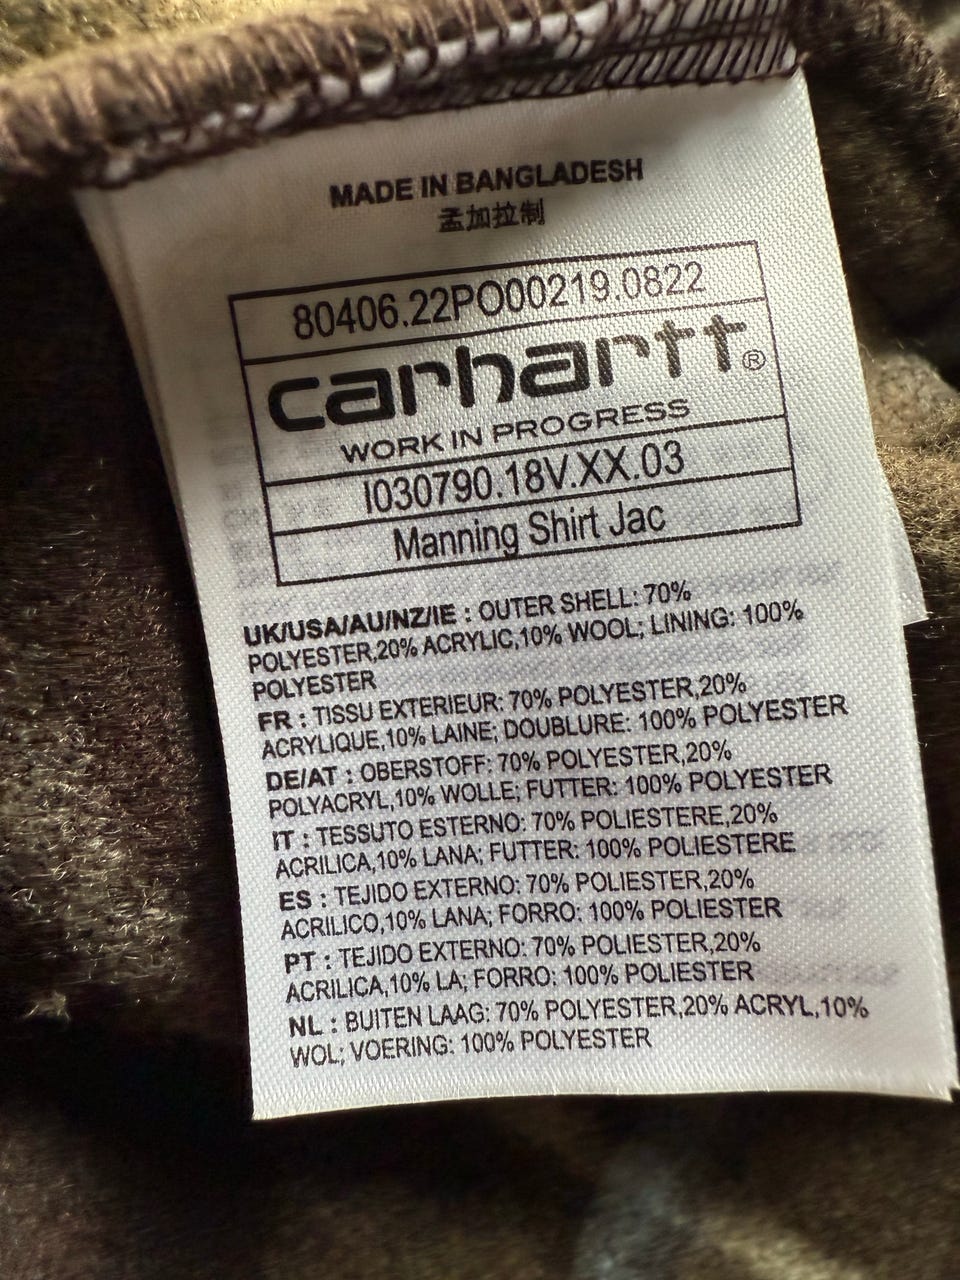 MADE IN BANGLADESH
孟加拉制
80406.22PO00219.0822
carhartt®
WORK IN PROGRESS
I030790.18V.XX.03
Manning Shirt Jac
UK/USA/AU/NZ/IE : OUTER SHELL: 70%
POLYESTER,20% ACRYLIC,10% WOOL; LINING: 100%
POLYESTER
FR : TISSU EXTERIEUR: 70% POLYESTER,20%
ACRYLIQUE,10% LAINE; DOUBLURE: 100% POLYESTER
DE/AT : OBERSTOFF: 70% POLYESTER,20%
POLYACRYL,10% WOLLE; FUTTER: 100% POLYESTER
IT : TESSUTO ESTERNO: 70% POLIESTERE,20%
ACRILICA,10% LANA; FUTTER: 100% POLIESTERE
ES : TEJIDO EXTERNO: 70% POLIESTER,20%
ACRILICO,10% LANA; FORRO: 100% POLIESTER
PT : TEJIDO EXTERNO: 70% POLIESTER,20%
ACRILICA,10% LA; FORRO: 100% POLIESTER
NL : BUITEN LAAG: 70% POLYESTER,20% ACRYL,10%
WOL; VOERING: 100% POLYESTER